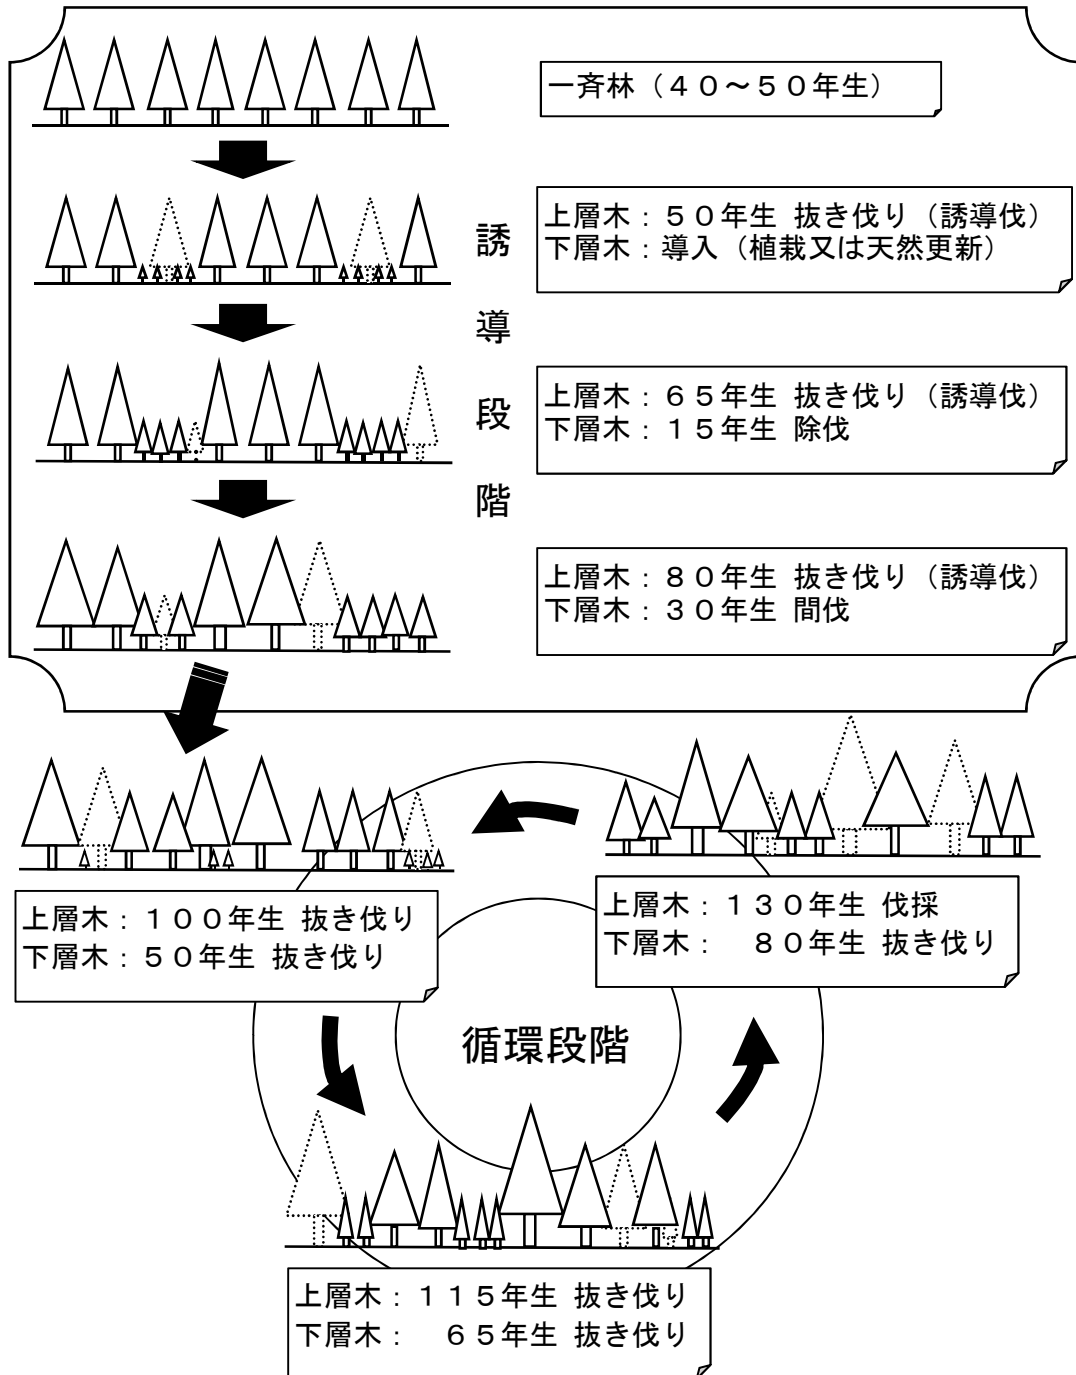 一斉林（４０～５０年生）
上層木：５０年生 抜き伐り（誘導伐）
下層木：導入（植栽又は天然更新）
誘導段階
上層木：６５年生 抜き伐り（誘導伐）
下層木：１５年生 除伐
上層木：８０年生 抜き伐り（誘導伐）
下層木：３０年生 間伐
上層木：１００年生 抜き伐り
下層木：５０年生 抜き伐り
上層木：１３０年生 伐採
下層木：　８０年生 抜き伐り
循環段階
上層木：１１５年生 抜き伐り
下層木：　６５年生 抜き伐り